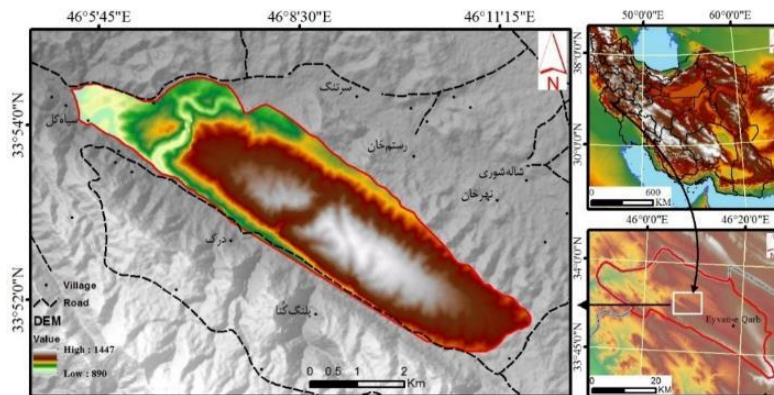 46°5'45"E
46°8'30"E
46°11'15"E
33°54'0"N
33°52'0"N
N
سیاه‌گل
سرتنگ
رستم‌خان
شاله‌شوری
نهرخان
درگ
پلنگ‌گنا
Village
Road
DEM
Value
High : 1447
Low : 890
0 0.5 1 2
Km
50°0'0"E
60°0'0"E
38°0'0"N
30°0'0"N
0 600
KM
46°0'0"E
46°20'0"E
34°0'0"N
33°45'0"N
Eyvan-e Qarb
0 20
KM